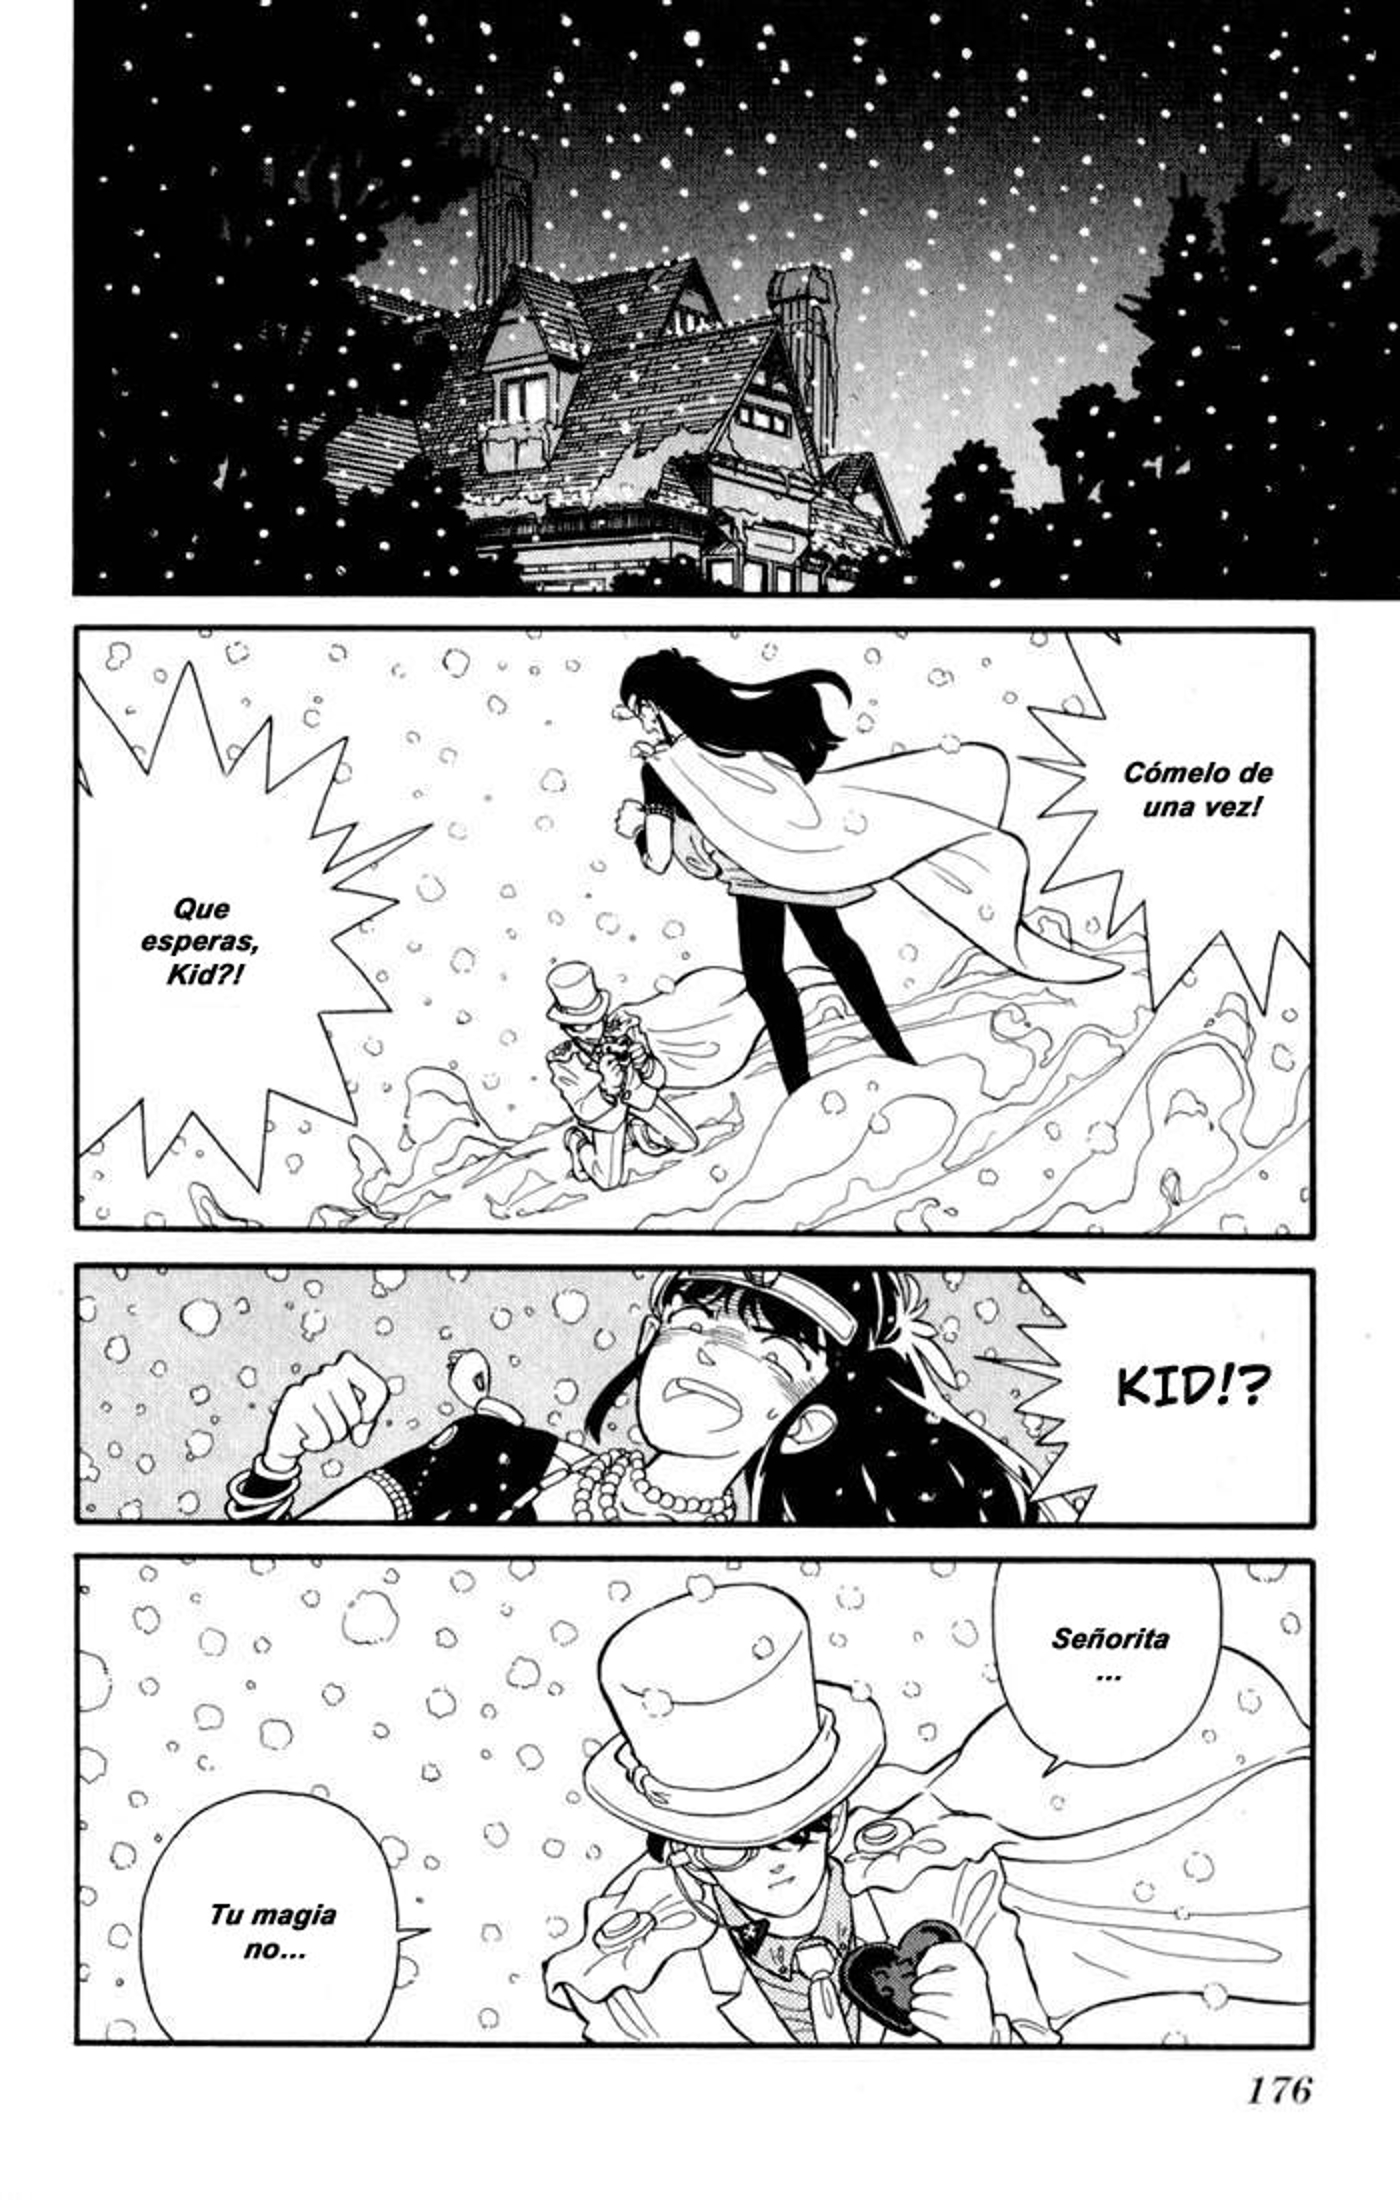 Cómelo de
una vez!
Que
esperas,
Kid?!
KID!?
Señorita
...
Tu magia
no...
176